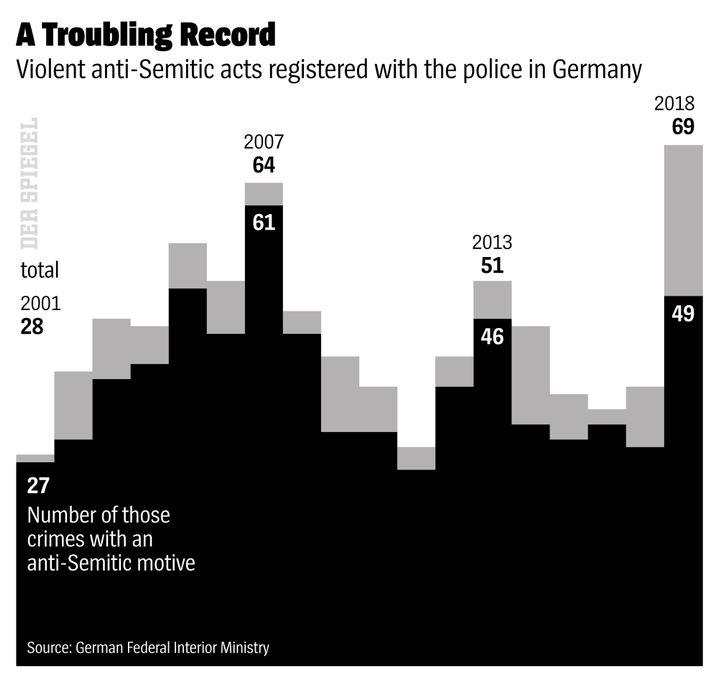 A Troubling Record
Violent anti-Semitic acts registered with the police in Germany
DER SPIEGEL
total
2001
28
2007
64
61
2013
51
46
2018
69
49
27
Number of those
crimes with an
anti-Semitic motive
Source: German Federal Interior Ministry